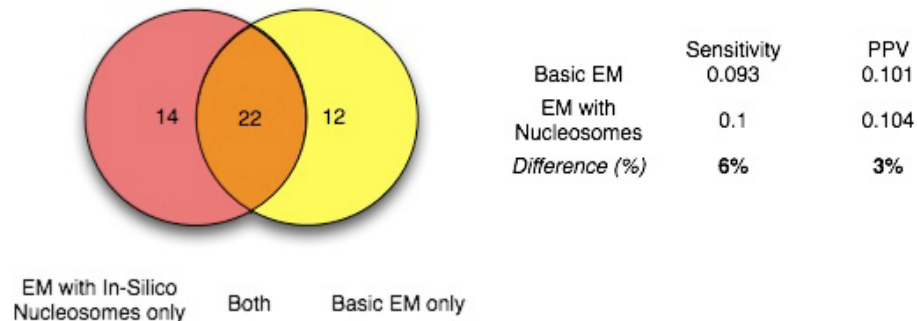 14 22 12
Sensitivity PPV
Basic EM 0.093 0.101
EM with
Nucleosomes 0.1 0.104
Difference (%) 6% 3%
EM with In-Silico
Nucleosomes only Both Basic EM only